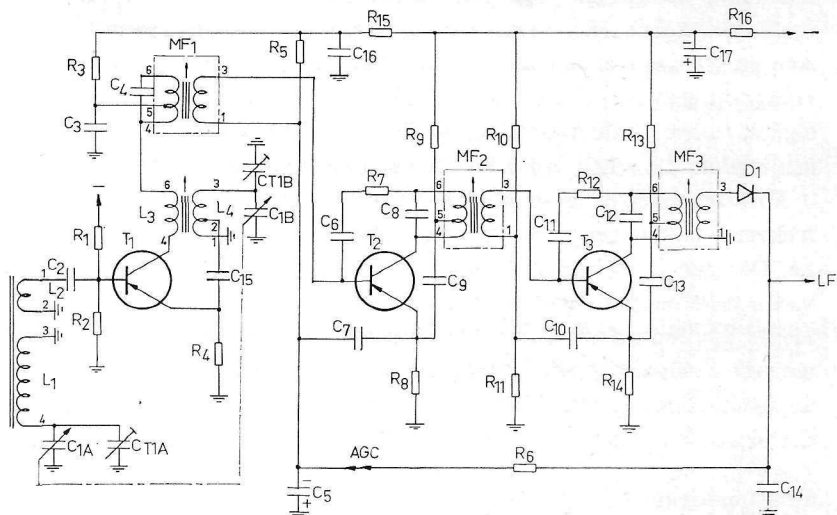 R15
R16
−
R3
MF1
R5
C16
−
+
C17
6
3
C4
5
4
1
C3
R9
R10
R13
CT1B
MF2
MF3
D1
−
6
L3
4
L4
2
1
C1B
R7
6
3
C8
5
4
1
R12
6
3
C12
5
4
1
R1
T1
C6
T2
C11
T3
1
C2
L2
2
C15
C9
C13
LF
R2
3
L1
4
R4
C7
R8
C10
R11
R14
C1A
CT1A
AGC
R6
−
+
C5
C14